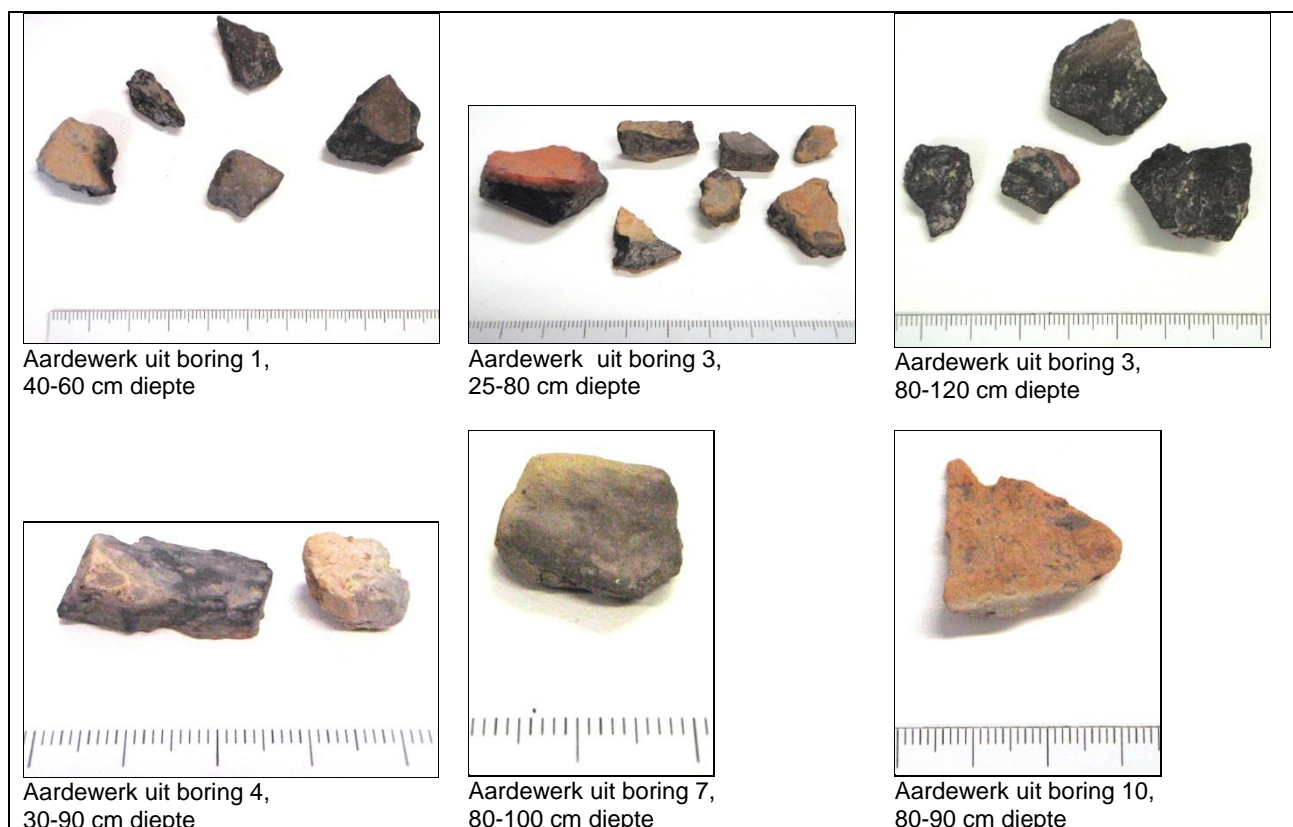 Aardewerk uit boring 1,
40-60 cm diepte
Aardewerk uit boring 3,
25-80 cm diepte
Aardewerk uit boring 3,
80-120 cm diepte
Aardewerk uit boring 4,
30-90 cm diepte
Aardewerk uit boring 7,
80-100 cm diepte
Aardewerk uit boring 10,
80-90 cm diepte